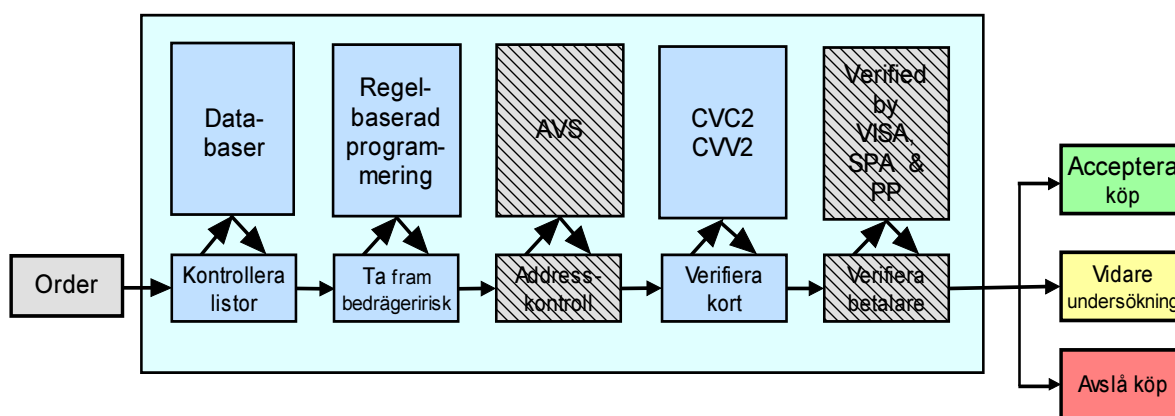 Data-
baser
Regel-
baserad
program-
mering
AVS
CVC2
CVV2
Verified
by
VISA,
SPA &
PP
Order
Kontrollera
listor
Ta fram
bedrägeririsk
Address-
kontroll
Verifiera
kort
Verifiera
betalare
Acceptera
köp
Vidare
undersökning
Avslå köp